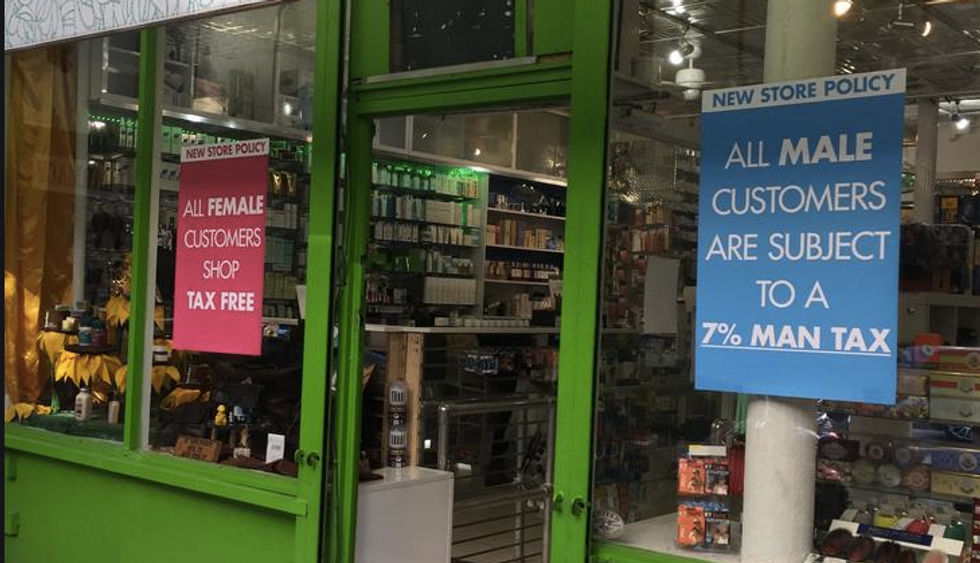 NEW STORE POLICY
ALL FEMALE
CUSTOMERS
SHOP
TAX FREE
NEW STORE POLICY
ALL MALE
CUSTOMERS
ARE SUBJECT
TO A
7% MAN TAX